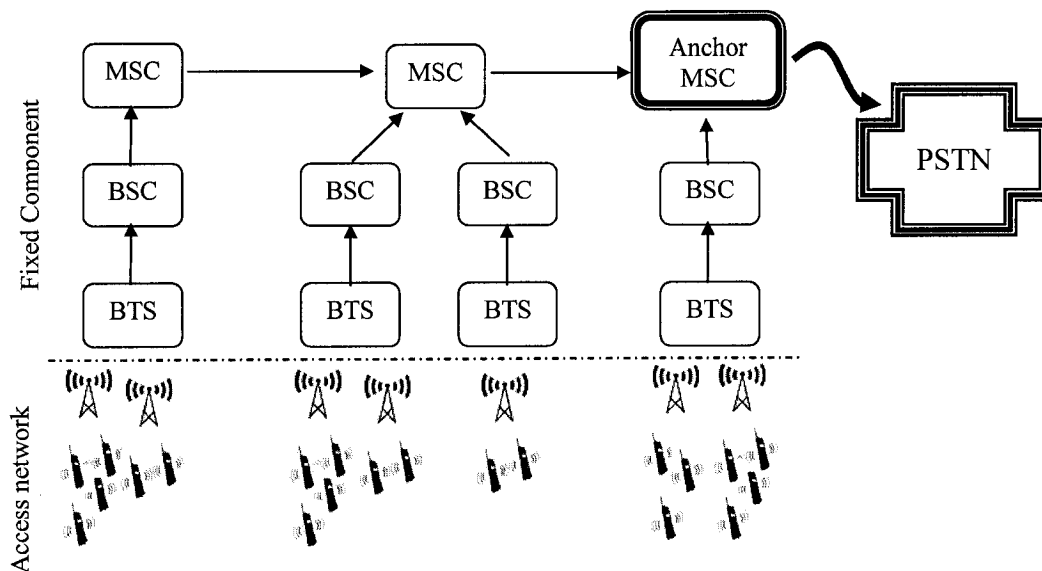 MSC
MSC
Anchor
MSC
PSTN
BSC
BSC
BSC
BSC
BTS
BTS
BTS
BTS
Fixed Component
Access network